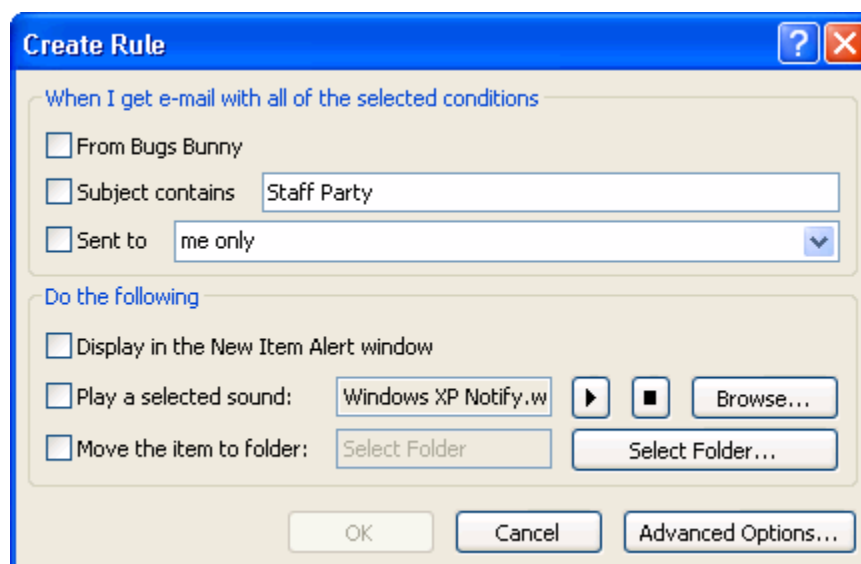 Create Rule
When I get e-mail with all of the selected conditions
From Bugs Bunny
Subject contains Staff Party
Sent to me only
Do the following
Display in the New Item Alert window
Play a selected sound: Windows XP Notify.w Browse...
Move the item to folder: Select Folder Select Folder...
OK Cancel Advanced Options...